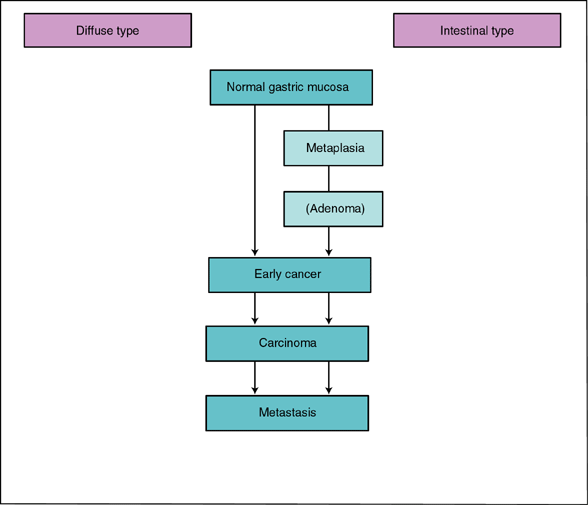 Diffuse type
Intestinal type
Normal gastric mucosa
Metaplasia
(Adenoma)
Early cancer
Carcinoma
Metastasis